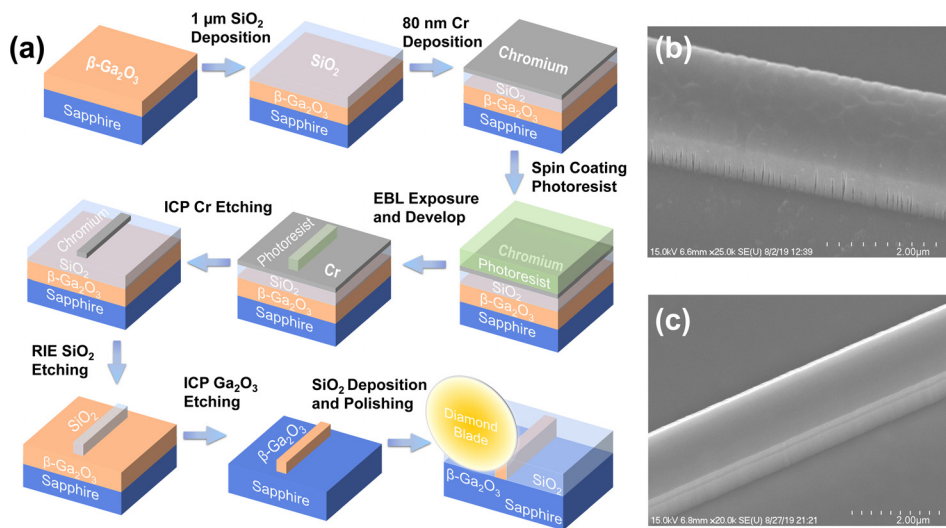 (a)
1 µm SiO₂
Deposition
80 nm Cr
Deposition
β-Ga₂O₃
Sapphire
SiO₂
β-Ga₂O₃
Sapphire
Chromium
SiO₂
β-Ga₂O₃
Sapphire
Spin Coating
Photoresist
ICP Cr Etching
EBL Exposure
and Develop
Chromium
SiO₂
β-Ga₂O₃
Sapphire
Photoresist
Cr
SiO₂
β-Ga₂O₃
Sapphire
Chromium
Photoresist
SiO₂
β-Ga₂O₃
Sapphire
RIE SiO₂
Etching
ICP Ga₂O₃
Etching
SiO₂ Deposition
and Polishing
SiO₂
β-Ga₂O₃
Sapphire
β-Ga₂O₃
Sapphire
Diamond
Blade
SiO₂
β-Ga₂O₃
Sapphire
(b)
15.0kV 6.6mm x25.0k SE(U) 8/2/19 12:39
2.00µm
(c)
15.0kV 6.8mm x20.0k SE(U) 8/27/19 21:21
2.00µm